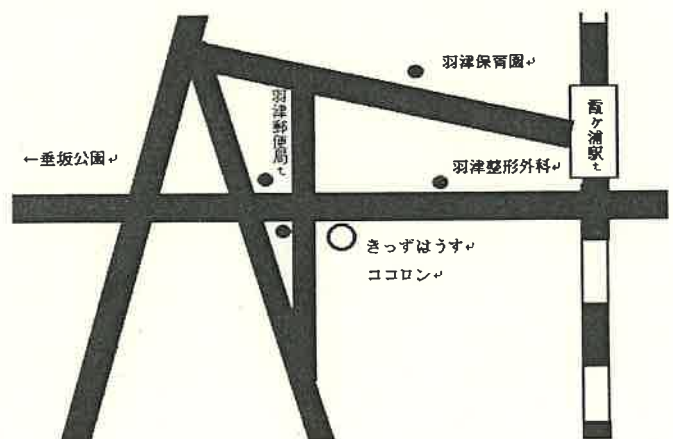 羽津保育園↵
羽津郵便局↵
霞ヶ浦駅↵
←垂坂公園↵
羽津整形外科↵
きっずはうす↵
ココロン↵